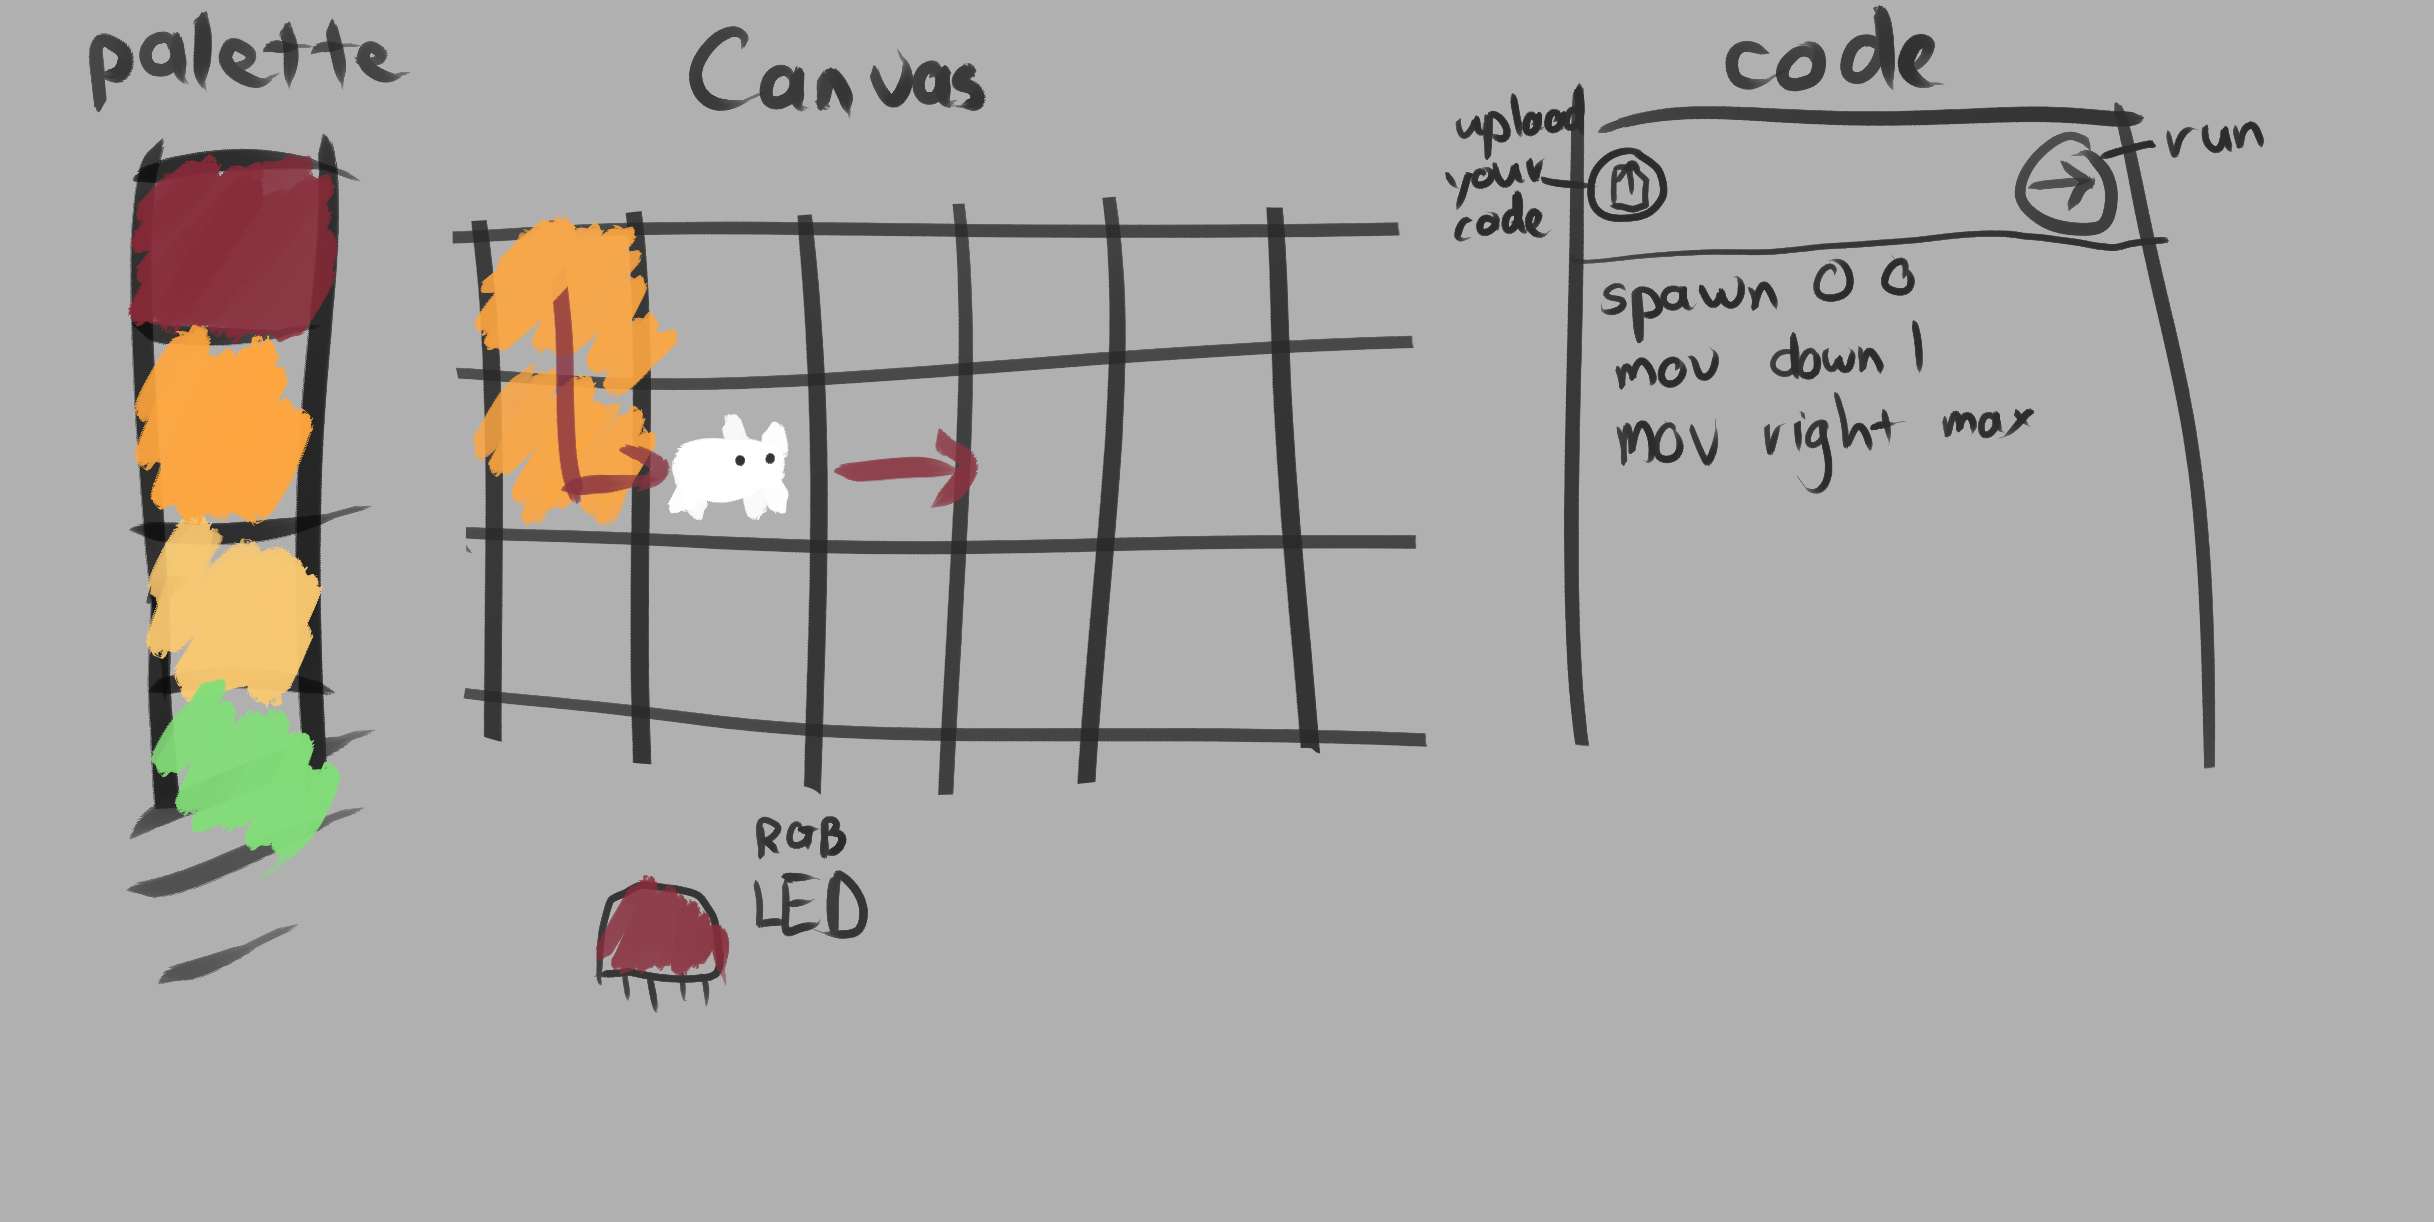 palette
Canvas
code
upload
your
code
run
spawn 0 0
mov down 1
mov right max
RGB
LED